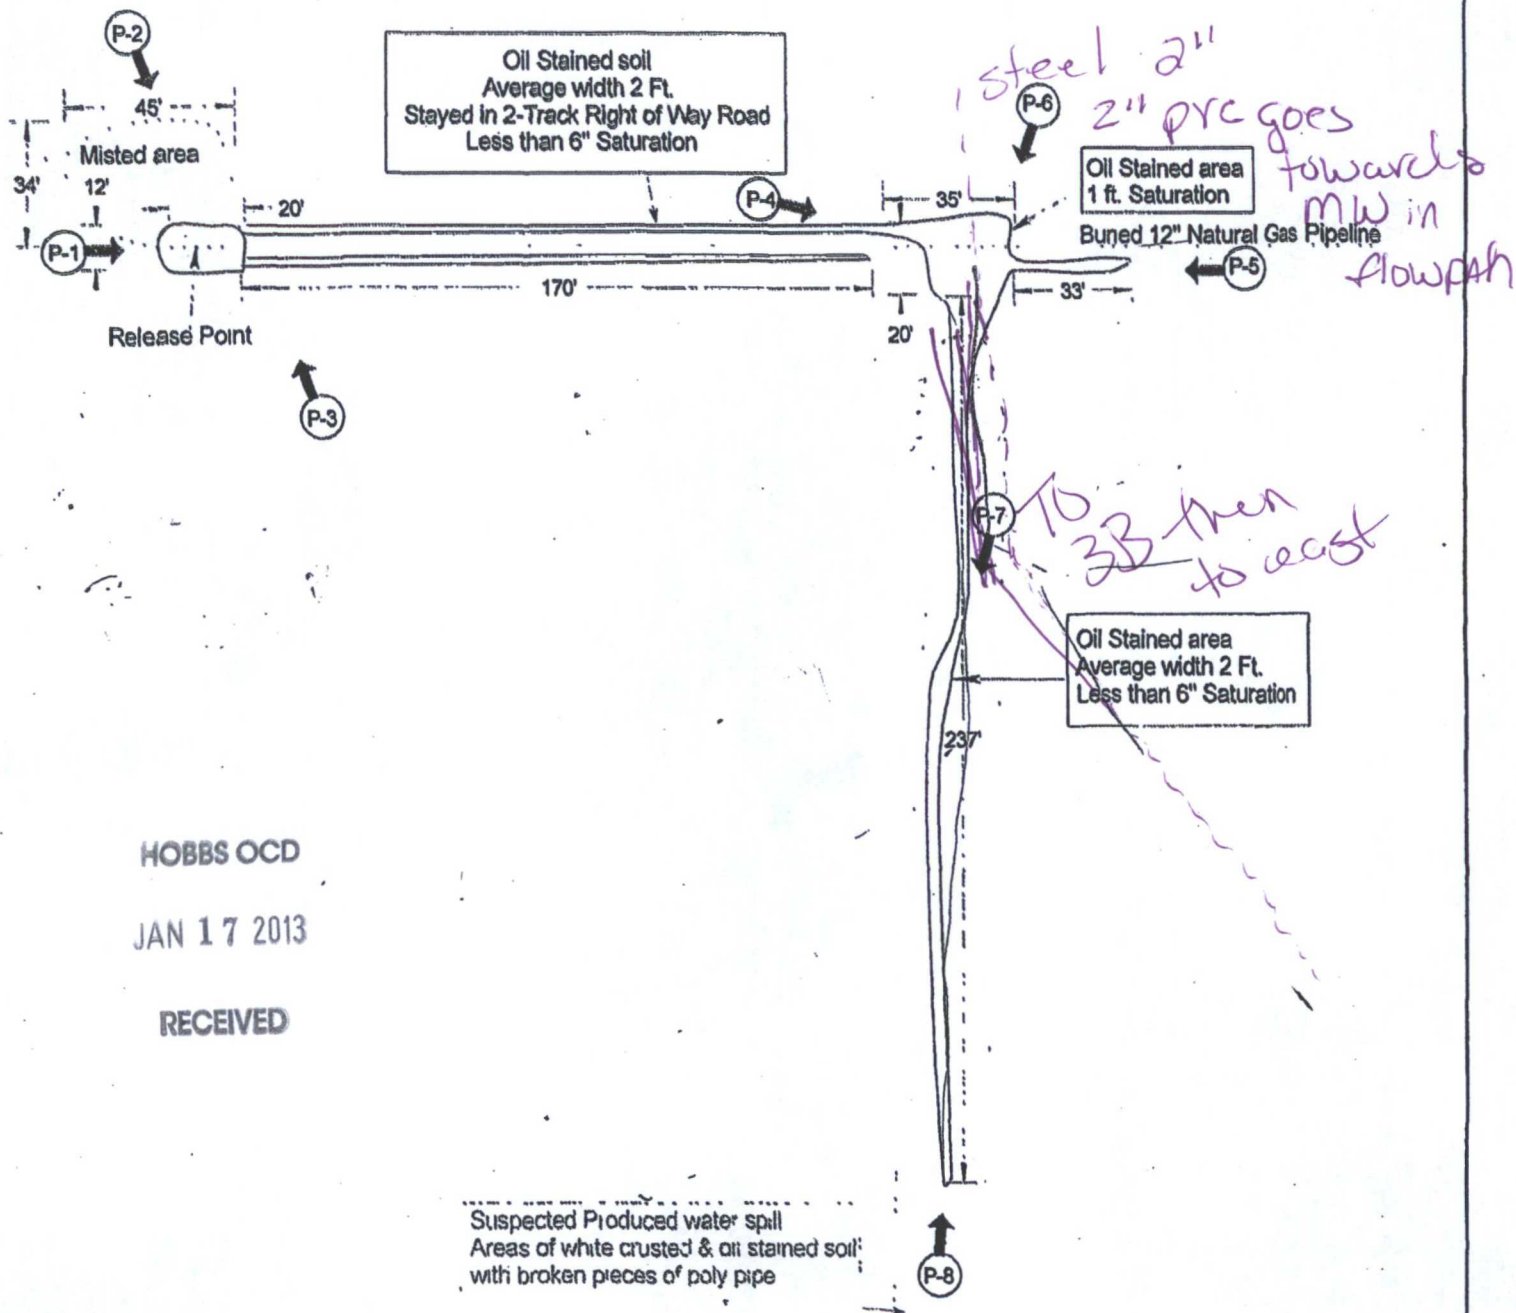 P-2
Oil Stained soil
Average width 2 Ft.
Stayed in 2-Track Right of Way Road
Less than 6" Saturation
steel 2"
P-6
2" pvc goes
towards
MW in
flowpath
45'
Misted area
34'
12'
20'
P-4
35'
Oil Stained area
1 ft. Saturation
Buned 12" Natural Gas Pipeline
P-1
P-5
170'
33'
Release Point
20'
P-3
P-7
To
3B then
to east
Oil Stained area
Average width 2 Ft.
Less than 6" Saturation
237'
HOBBS OCD
JAN 17 2013
RECEIVED
Suspected Produced water spill
Areas of white crusted & oil stained soil
with broken pieces of poly pipe
P-8